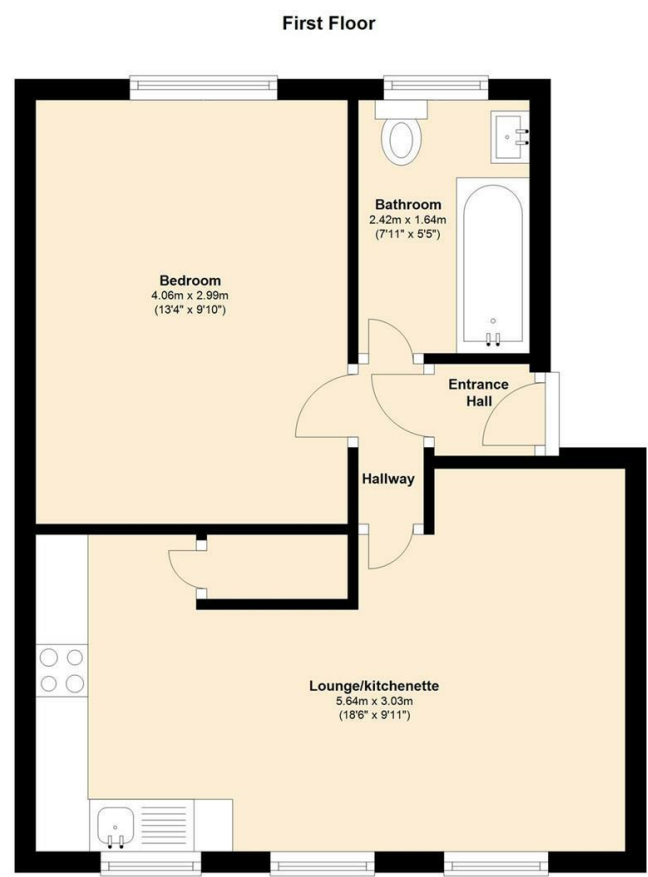 First Floor
Bathroom
2.42m x 1.64m
(7'11" x 5'5")
Bedroom
4.06m x 2.99m
(13'4" x 9'10")
Entrance
Hall
Hallway
Lounge/kitchenette
5.64m x 3.03m
(18'6" x 9'11")